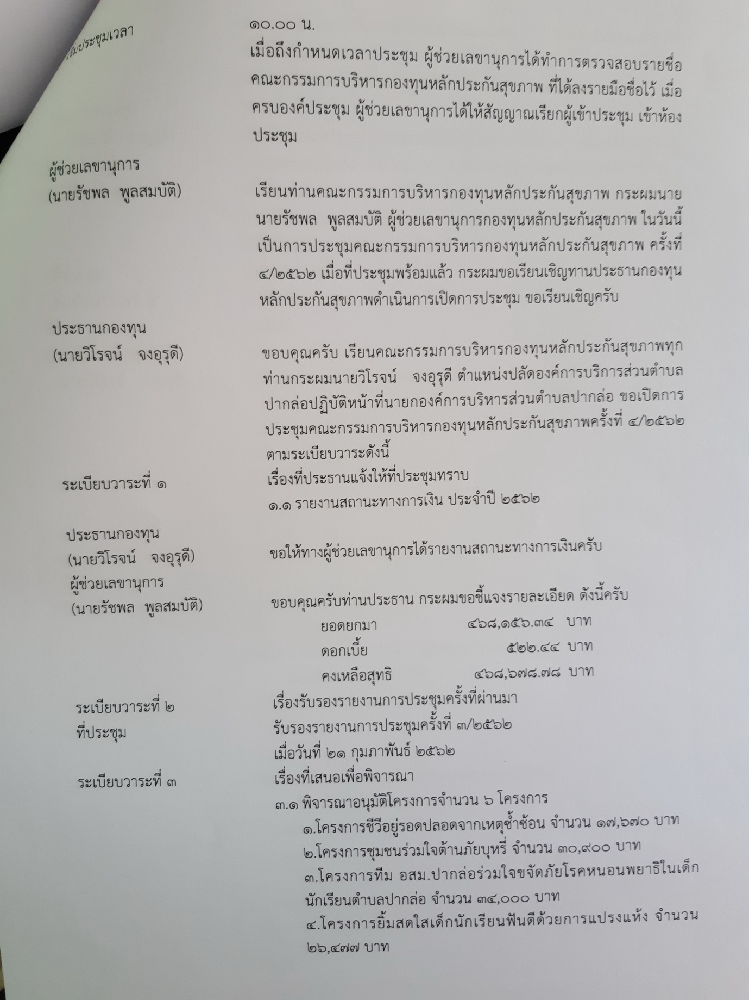 เริ่มประชุมเวลา ๑๐.๐๐ น.
เมื่อถึงกำหนดเวลาประชุม ผู้ช่วยเลขานุการได้ทำการตรวจสอบรายชื่อ
คณะกรรมการบริหารกองทุนหลักประกันสุขภาพ ที่ได้ลงรายมือชื่อไว้ เมื่อ
ครบองค์ประชุม ผู้ช่วยเลขานุการได้ให้สัญญาณเรียกผู้เข้าประชุม เข้าห้อง
ประชุม
ผู้ช่วยเลขานุการ
(นายรัชพล พูลสมบัติ) เรียนท่านคณะกรรมการบริหารกองทุนหลักประกันสุขภาพ กระผมนาย
นายรัชพล พูลสมบัติ ผู้ช่วยเลขานุการกองทุนหลักประกันสุขภาพ ในวันนี้
เป็นการประชุมคณะกรรมการบริหารกองทุนหลักประกันสุขภาพ ครั้งที่
๔/๒๕๖๒ เมื่อที่ประชุมพร้อมแล้ว กระผมขอเรียนเชิญทานประธานกองทุน
หลักประกันสุขภาพดำเนินการเปิดการประชุม ขอเรียนเชิญครับ
ประธานกองทุน
(นายวิโรจน์ จงอุรุดี) ขอบคุณครับ เรียนคณะกรรมการบริหารกองทุนหลักประกันสุขภาพทุก
ท่านกระผมนายวิโรจน์ จงอุรุดี ตำแหน่งปลัดองค์การบริการส่วนตำบล
ปากล่อปฏิบัติหน้าที่นายกองค์การบริหารส่วนตำบลปากล่อ ขอเปิดการ
ประชุมคณะกรรมการบริหารกองทุนหลักประกันสุขภาพครั้งที่ ๔/๒๕๖๒
ตามระเบียบวาระดังนี้
ระเบียบวาระที่ ๑ เรื่องที่ประธานแจ้งให้ที่ประชุมทราบ
๑.๑ รายงานสถานะทางการเงิน ประจำปี ๒๕๖๒
ประธานกองทุน
(นายวิโรจน์ จงอุรุดี) ขอให้ทางผู้ช่วยเลขานุการได้รายงานสถานะทางการเงินครับ
ผู้ช่วยเลขานุการ
(นายรัชพล พูลสมบัติ) ขอบคุณครับท่านประธาน กระผมขอชี้แจงรายละเอียด ดังนี้ครับ
ยอดยกมา ๔๖๘,๑๕๖.๓๔ บาท
ดอกเบี้ย ๕๒๒.๔๔ บาท
คงเหลือสุทธิ ๔๖๘,๖๗๘.๗๘ บาท
ระเบียบวาระที่ ๒ เรื่องรับรองรายงานการประชุมครั้งที่ผ่านมา
ที่ประชุม รับรองรายงานการประชุมครั้งที่ ๓/๒๕๖๒
เมื่อวันที่ ๒๑ กุมภาพันธ์ ๒๕๖๒
ระเบียบวาระที่ ๓ เรื่องที่เสนอเพื่อพิจารณา
๓.๑ พิจารณาอนุมัติโครงการจำนวน ๖ โครงการ
๑.โครงการชีวีอยู่รอดปลอดจากเหตุซ้ำซ้อน จำนวน ๑๗,๖๗๐ บาท
๒.โครงการชุมชนร่วมใจต้านภัยบุหรี่ จำนวน ๓๐,๙๐๐ บาท
๓.โครงการทีม อสม.ปากล่อร่วมใจขจัดภัยโรคหนอนพยาธิในเด็ก
นักเรียนตำบลปากล่อ จำนวน ๓๔,๐๐๐ บาท
๔.โครงการยิ้มสดใสเด็กนักเรียนฟันดีด้วยการแปรงแห้ง จำนวน
๒๖,๔๗๗ บาท